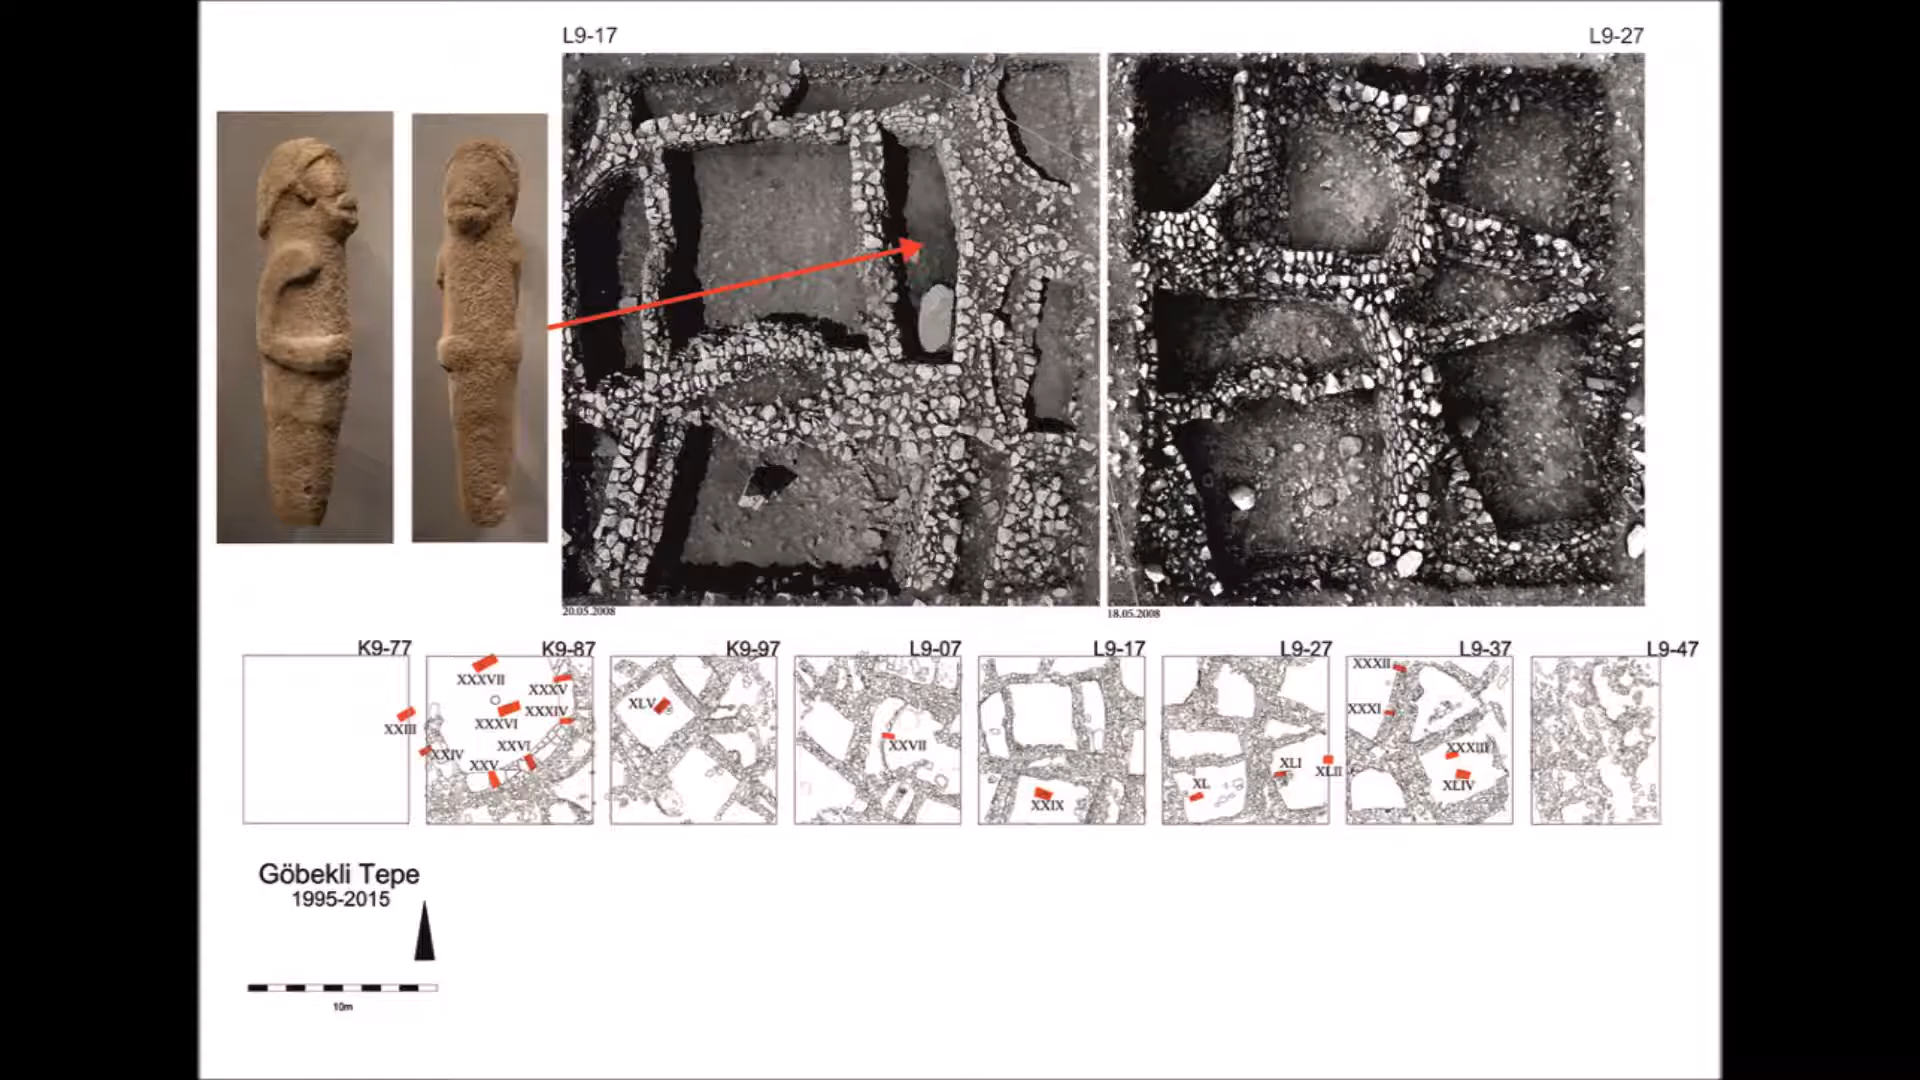 L9-17
L9-27
20.05.2008
18.05.2008
K9-77
K9-87
K9-97
L9-07
L9-17
L9-27
L9-37
L9-47
XXIII
XXXVII
XXXV
XXXVI
XXXIV
XXIV
XXV
XXVI
XLV
XXVII
XXIX
XL
XLI
XLII
XXXII
XXXI
XXXIII
XLIV
Göbekli Tepe
1995-2015
10m